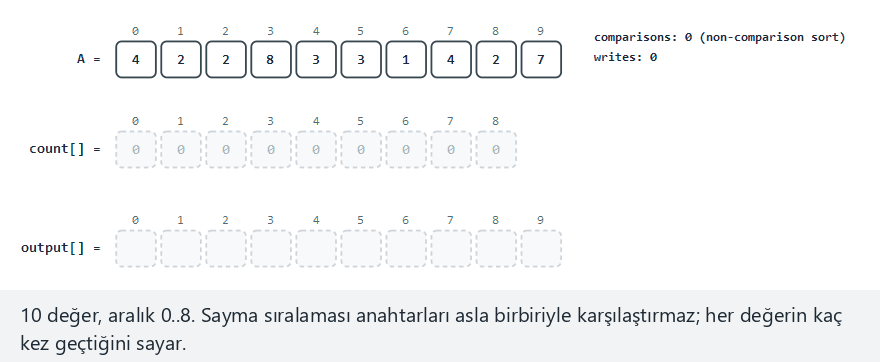 0 1 2 3 4 5 6 7 8 9
A = 4 2 2 8 3 3 1 4 2 7
comparisons: 0 (non-comparison sort)
writes: 0
0 1 2 3 4 5 6 7 8
count[] = 0 0 0 0 0 0 0 0 0
0 1 2 3 4 5 6 7 8 9
output[] =
10 değer, aralık 0..8. Sayma sıralaması anahtarları asla birbiriyle karşılaştırmaz; her değerin kaç
kez geçtiğini sayar.